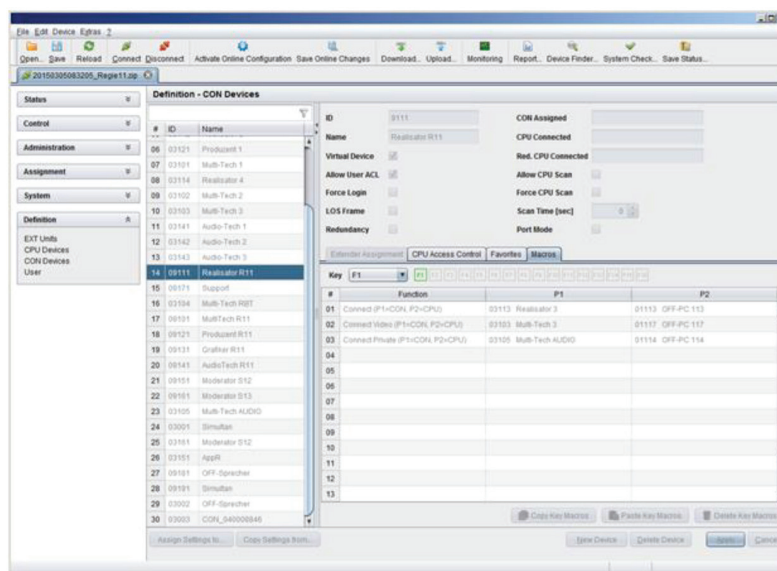 File Edit Device Extras ?
Open... Save Reload Connect Disconnect Activate Online Configuration Save Online Changes Download... Upload... Monitoring Report... Device Finder... System Check... Save Status...
20150305083205_Regie11.zip
Status
Control
Administration
Assignment
System
Definition
EXT Units
CPU Devices
CON Devices
User
Definition - CON Devices
# ID Name
06 03121 Produzent 1
07 03101 Multi-Tech 1
08 03114 Realisator 4
09 03102 Multi-Tech 2
10 03103 Multi-Tech 3
11 03141 Audio-Tech 1
12 03142 Audio-Tech 2
13 03143 Audio-Tech 3
14 09111 Realisator R11
15 09171 Support
16 03104 Multi-Tech RBT
17 09101 MultiTech R11
18 09121 Produzent R11
19 09131 Grafiker R11
20 09141 AudioTech R11
21 09151 Moderator S12
22 09161 Moderator S13
23 03105 Multi-Tech AUDIO
24 03001 Simultan
25 03161 Moderator S12
26 03151 AppR
27 09181 OFF-Sprecher
28 09191 Simultan
29 03002 OFF-Sprecher
30 03003 CON_040000846
Assign Settings to... Copy Settings from...
ID 9111 CON Assigned
Name Realisator R11 CPU Connected
Virtual Device Red. CPU Connected
Allow User ACL Allow CPU Scan
Force Login Force CPU Scan
LOS Frame Scan Time [sec] 0
Redundancy Port Mode
Extender Assignment CPU Access Control Favorites Macros
Key F1
# Function P1 P2
01 Connect (P1=CON, P2=CPU) 03113 Realisator 3 01113 OFF-PC 113
02 Connect Video (P1=CON, P2=CPU) 03103 Multi-Tech 3 01117 OFF-PC 117
03 Connect Private (P1=CON, P2=CPU) 03105 Multi-Tech AUDIO 01114 OFF-PC 114
04
05
06
07
08
09
10
11
12
13
Copy Key Macros Paste Key Macros Delete Key Macros
New Device Delete Device Apply Cancel